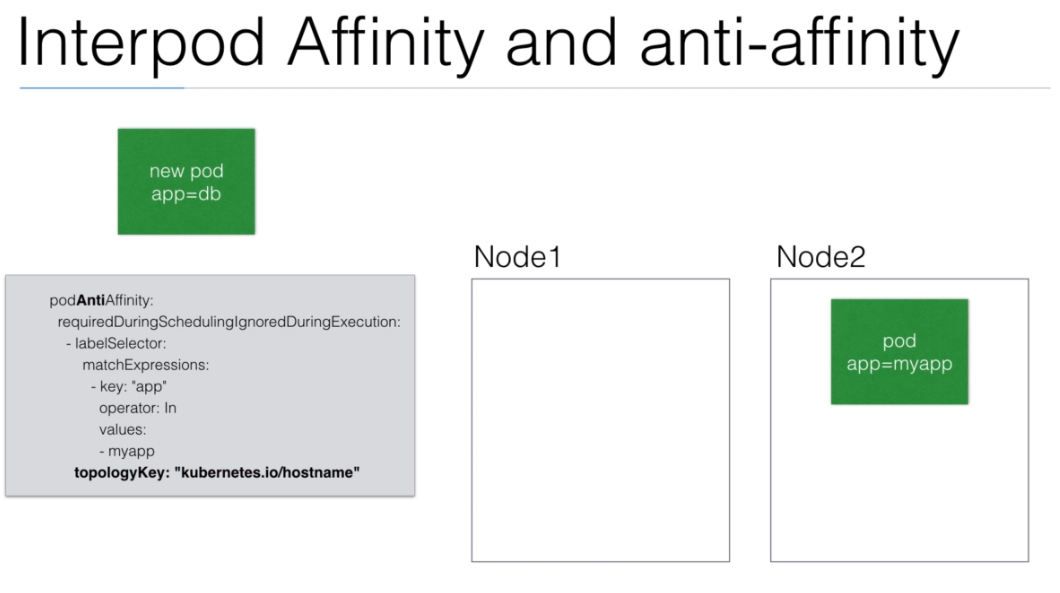 Interpod Affinity and anti-affinity
new pod
app=db
podAntiAffinity:
requiredDuringSchedulingIgnoredDuringExecution:
- labelSelector:
matchExpressions:
- key: "app"
operator: In
values:
- myapp
topologyKey: "kubernetes.io/hostname"
Node1
Node2
pod
app=myapp